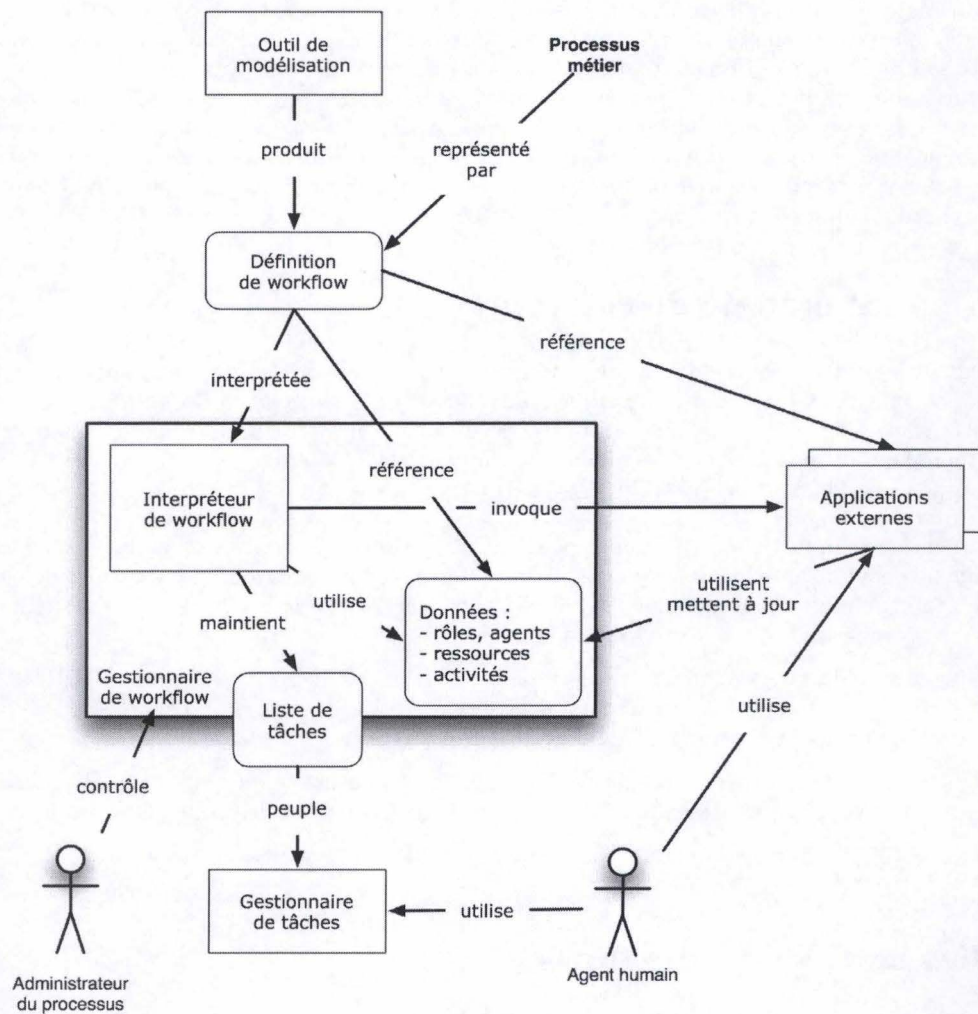 Outil de
modélisation
Processus
métier
produit
représenté
par
Définition
de workflow
référence
interprétée
référence
Interpréteur
de workflow
invoque
Applications
externes
utilisent
mettent à jour
utilise
maintient
Données :
- rôles, agents
- ressources
- activités
Gestionnaire
de workflow
Liste de
tâches
utilise
contrôle
peuple
Gestionnaire
de tâches
utilise
Agent humain
Administrateur
du processus